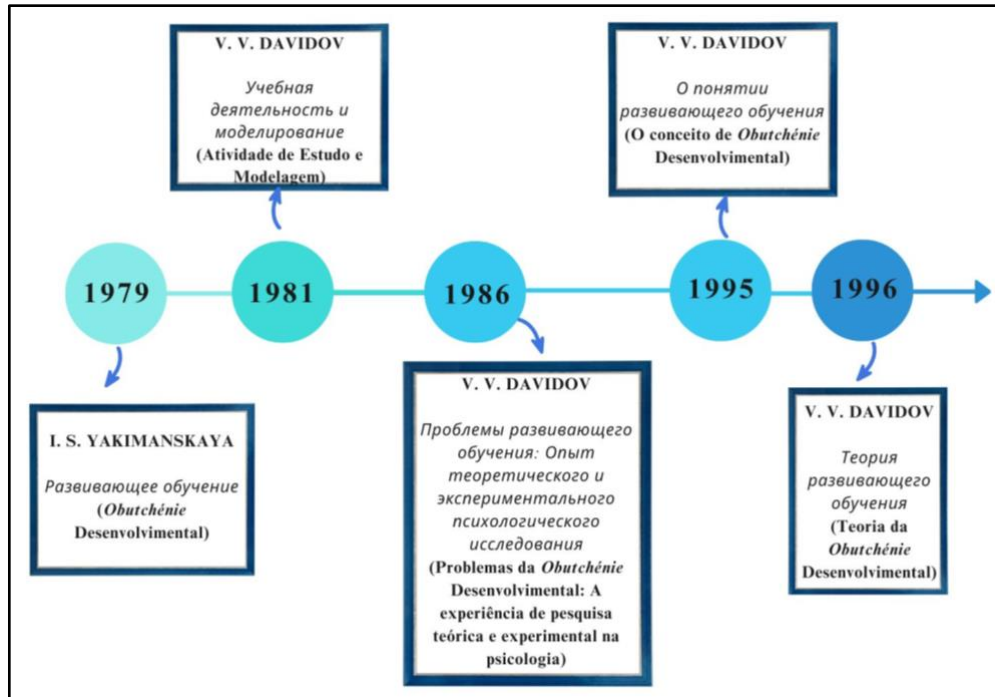 V. V. DAVIDOV
Учебная
деятельность и
моделирование
(Atividade de Estudo e
Modelagem)
V. V. DAVIDOV
О понятии
развивающего обучения
(O conceito de Obutchénie
Desenvolvimental)
1979
1981
1986
1995
1996
I. S. YAKIMANSKAYA
Развивающее обучение
(Obutchénie
Desenvolvimental)
V. V. DAVIDOV
Проблемы развивающего
обучения: Опыт
теоретического и
экспериментального
психологического
исследования
(Problemas da Obutchénie
Desenvolvimental: A
experiência de pesquisa
teórica e experimental na
psicologia)
V. V. DAVIDOV
Теория
развивающего
обучения
(Teoria da
Obutchénie
Desenvolvimental)